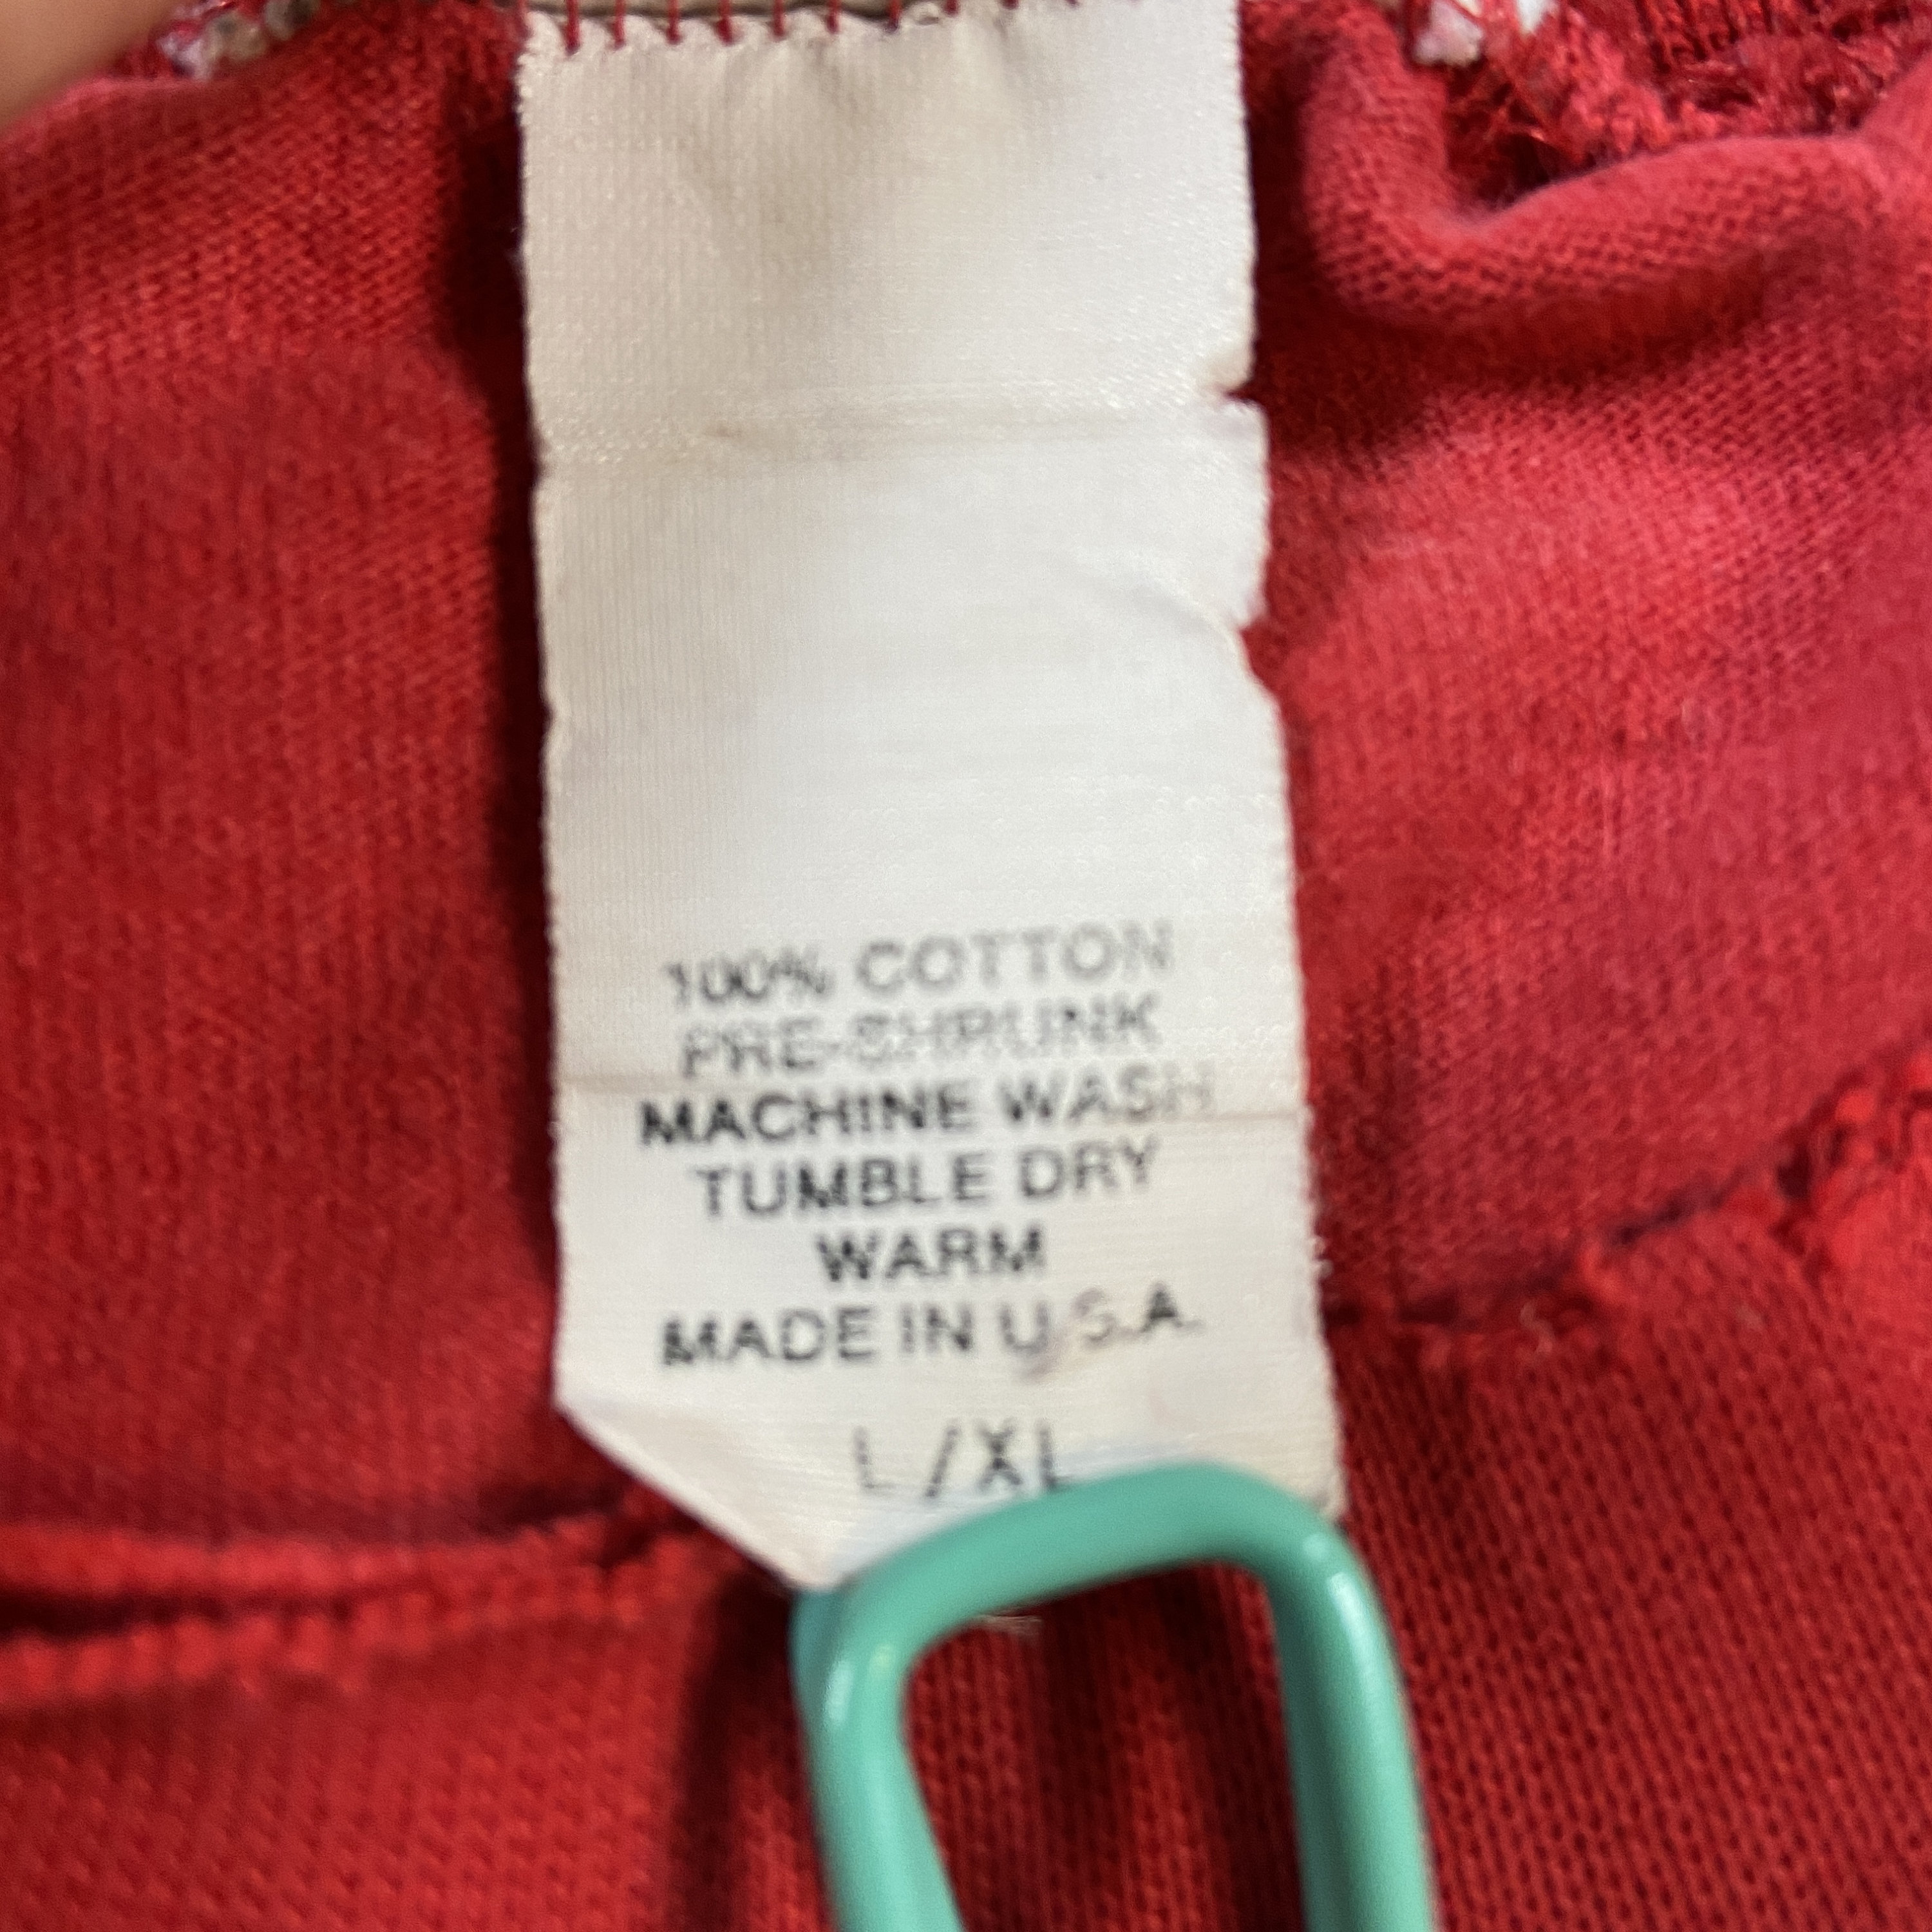 100% COTTON
PRE-SHRUNK
MACHINE WASH
TUMBLE DRY
WARM
MADE IN U.S.A.
L/XL